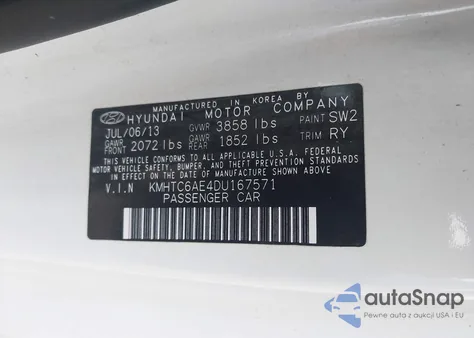 MANUFACTURED IN KOREA BY
HYUNDAI MOTOR COMPANY
JUL/06/13 GVWR 3858 lbs PAINT SW2
GAWR FRONT 2072 lbs GAWR REAR 1852 lbs TRIM RY
THIS VEHICLE CONFORMS TO ALL APPLICABLE U.S. FEDERAL
MOTOR VEHICLE SAFETY, BUMPER, AND THEFT PREVENTION
STANDARDS IN EFFECT ON THE DATE OF MANUFACTURE SHOWN ABOVE.
V.I.N KMHTC6AE4DU167571
PASSENGER CAR
autoSnap
Pewne auta z aukcji USA i EU